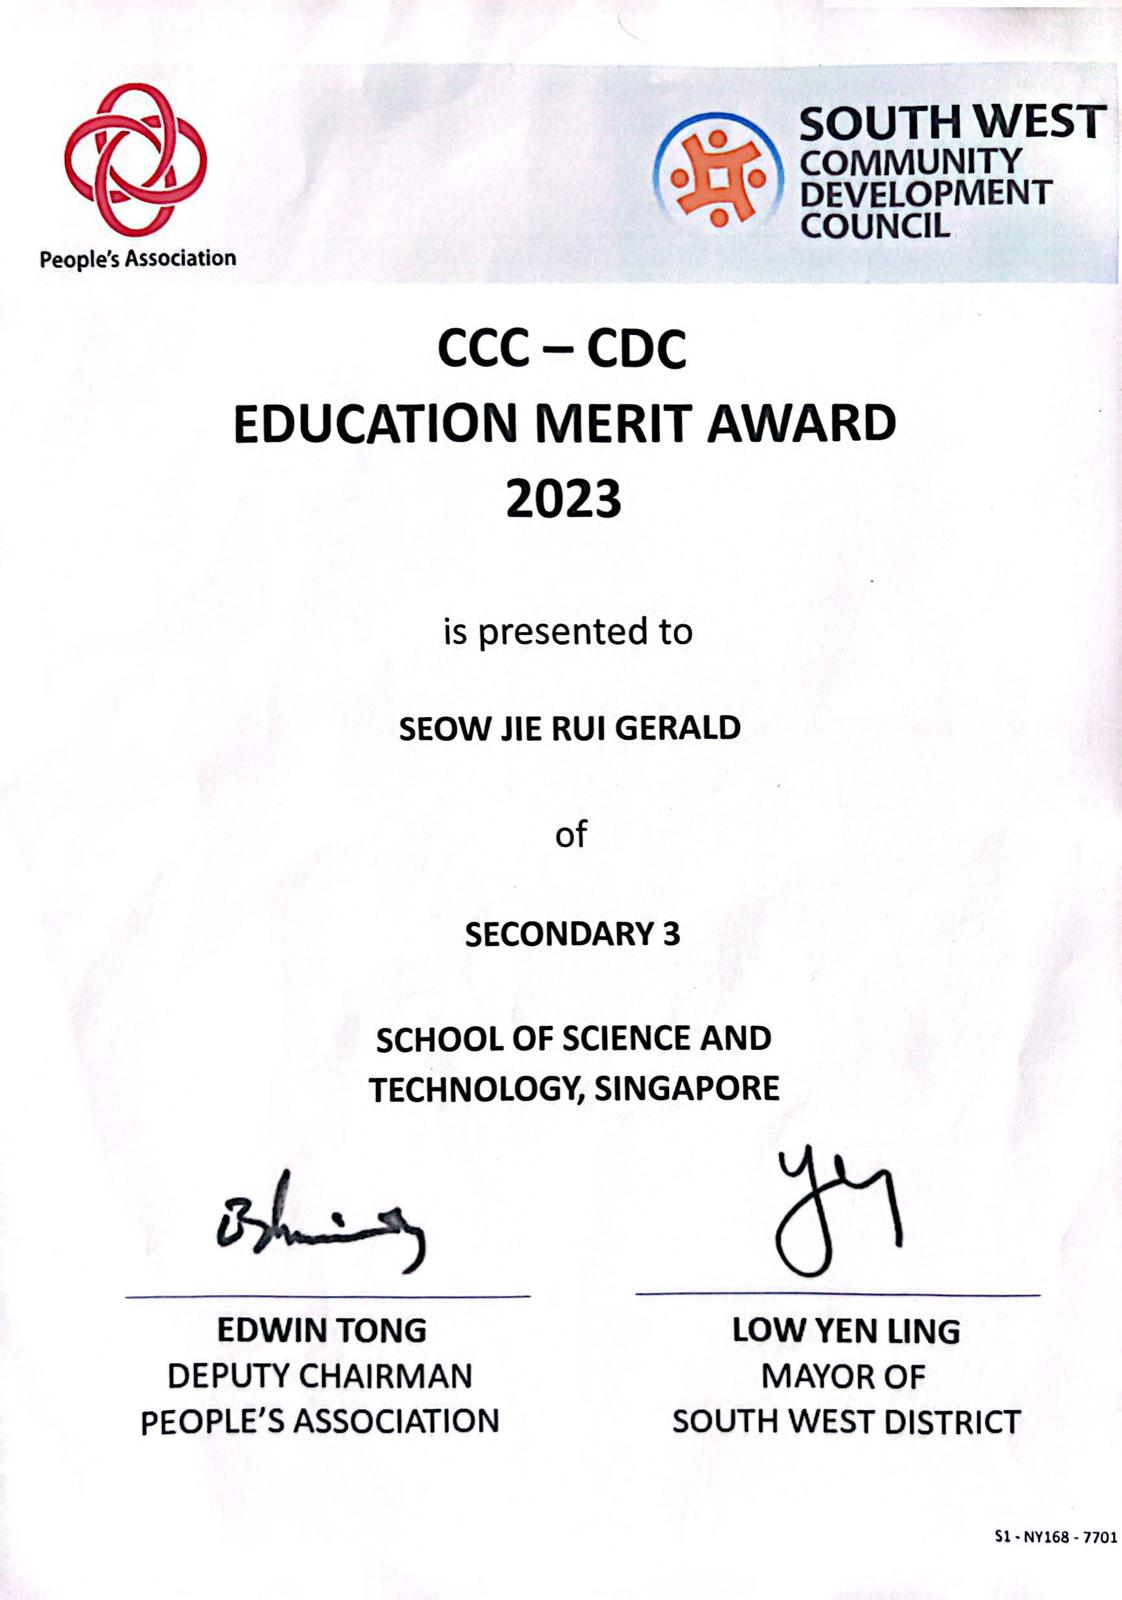 People's Association
SOUTH WEST
COMMUNITY
DEVELOPMENT
COUNCIL
CCC – CDC
EDUCATION MERIT AWARD
2023
is presented to
SEOW JIE RUI GERALD
of
SECONDARY 3
SCHOOL OF SCIENCE AND
TECHNOLOGY, SINGAPORE
EDWIN TONG
DEPUTY CHAIRMAN
PEOPLE'S ASSOCIATION
LOW YEN LING
MAYOR OF
SOUTH WEST DISTRICT
S1 - NY168 - 7701